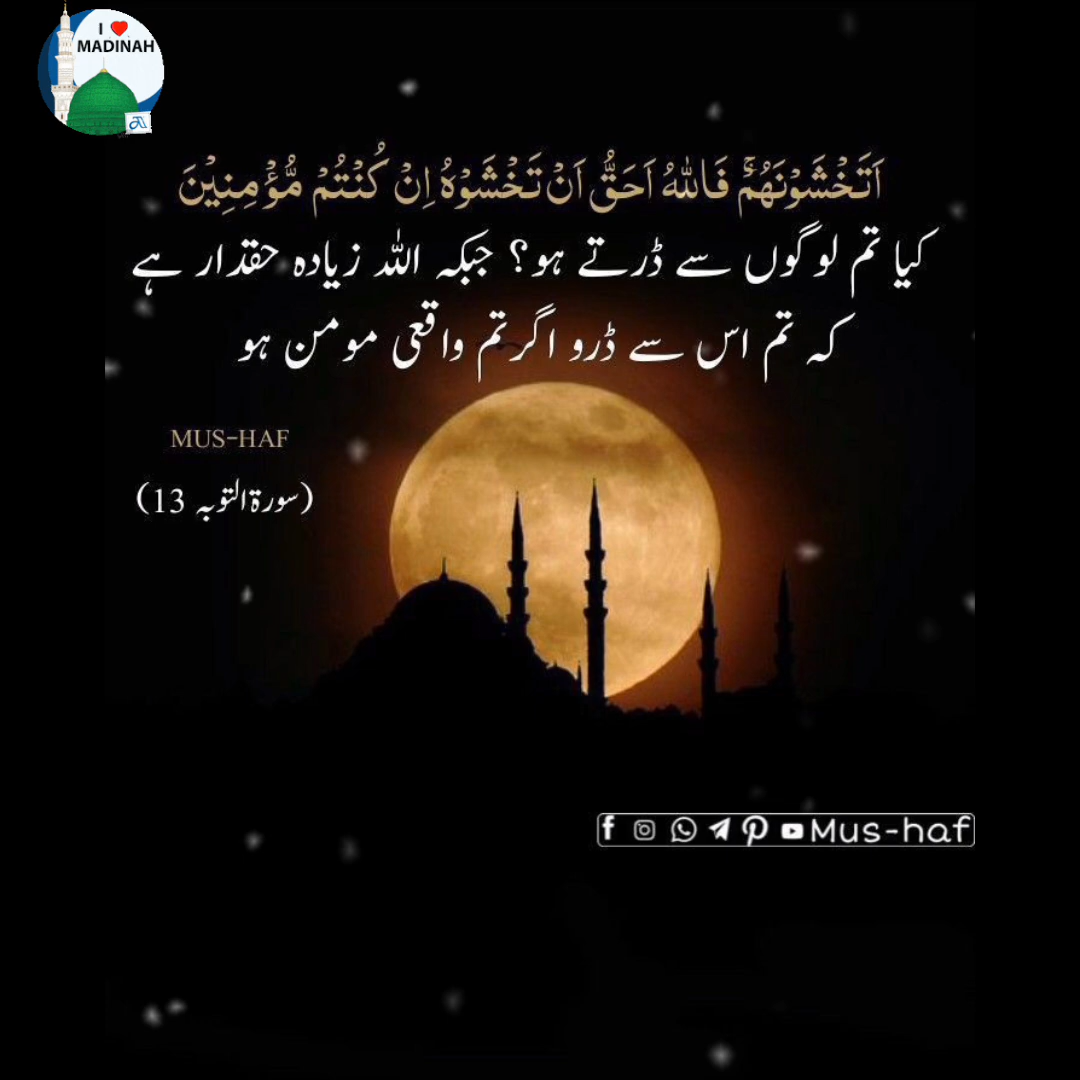 I ❤ MADINAH
اَتَخْشَوْنَهُمْۚ فَاللّٰهُ اَحَقُّ اَنْ تَخْشَوْهُ اِنْ كُنْتُمْ مُّؤْمِنِیْنَ
کیا تم لوگوں سے ڈرتے ہو؟ جبکہ اللہ زیادہ حقدار ہے
کہ تم اس سے ڈرو اگر تم واقعی مومن ہو
MUS-HAF
(سورۃ التوبہ 13)
Mus-haf